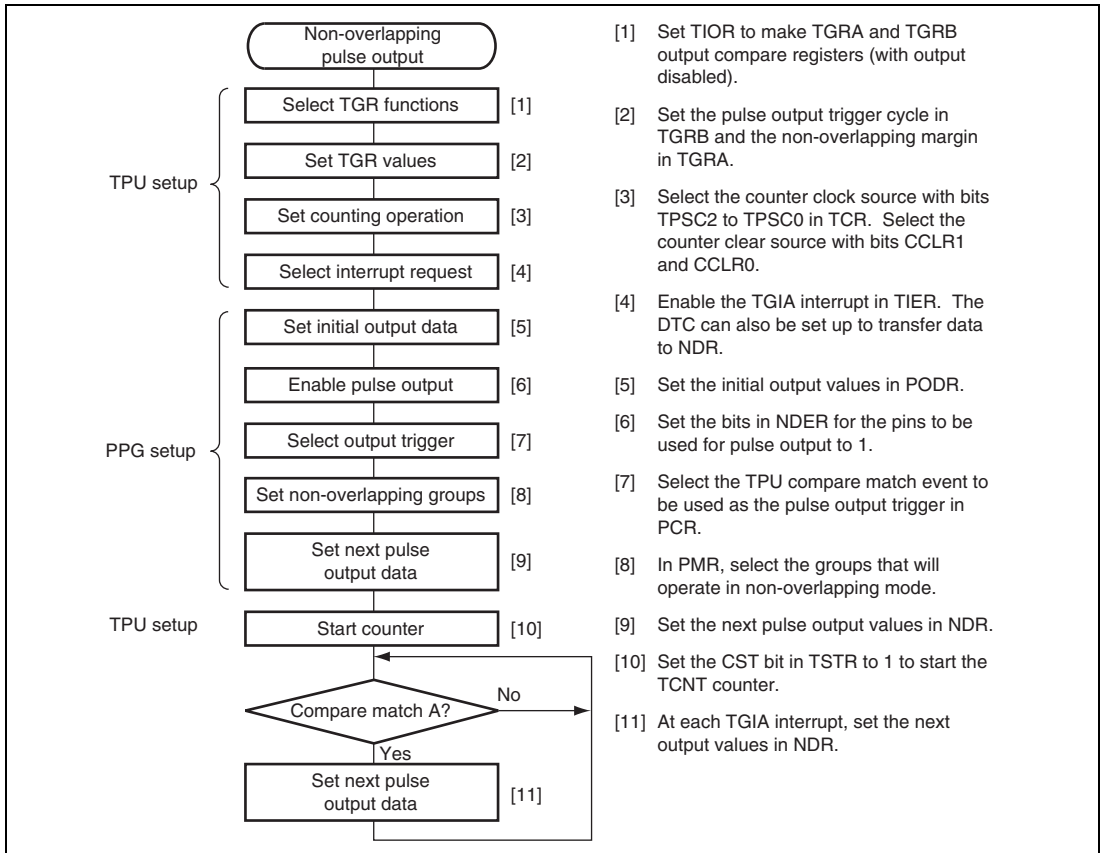 Non-overlapping
pulse output
TPU setup
Select TGR functions [1]
Set TGR values [2]
Set counting operation [3]
Select interrupt request [4]
PPG setup
Set initial output data [5]
Enable pulse output [6]
Select output trigger [7]
Set non-overlapping groups [8]
Set next pulse
output data
[9]
TPU setup
Start counter [10]
Compare match A?
No
Yes
Set next pulse
output data
[11]
[1] Set TIOR to make TGRA and TGRB
output compare registers (with output
disabled).
[2] Set the pulse output trigger cycle in
TGRB and the non-overlapping margin
in TGRA.
[3] Select the counter clock source with bits
TPSC2 to TPSC0 in TCR. Select the
counter clear source with bits CCLR1
and CCLR0.
[4] Enable the TGIA interrupt in TIER. The
DTC can also be set up to transfer data
to NDR.
[5] Set the initial output values in PODR.
[6] Set the bits in NDER for the pins to be
used for pulse output to 1.
[7] Select the TPU compare match event to
be used as the pulse output trigger in
PCR.
[8] In PMR, select the groups that will
operate in non-overlapping mode.
[9] Set the next pulse output values in NDR.
[10] Set the CST bit in TSTR to 1 to start the
TCNT counter.
[11] At each TGIA interrupt, set the next
output values in NDR.